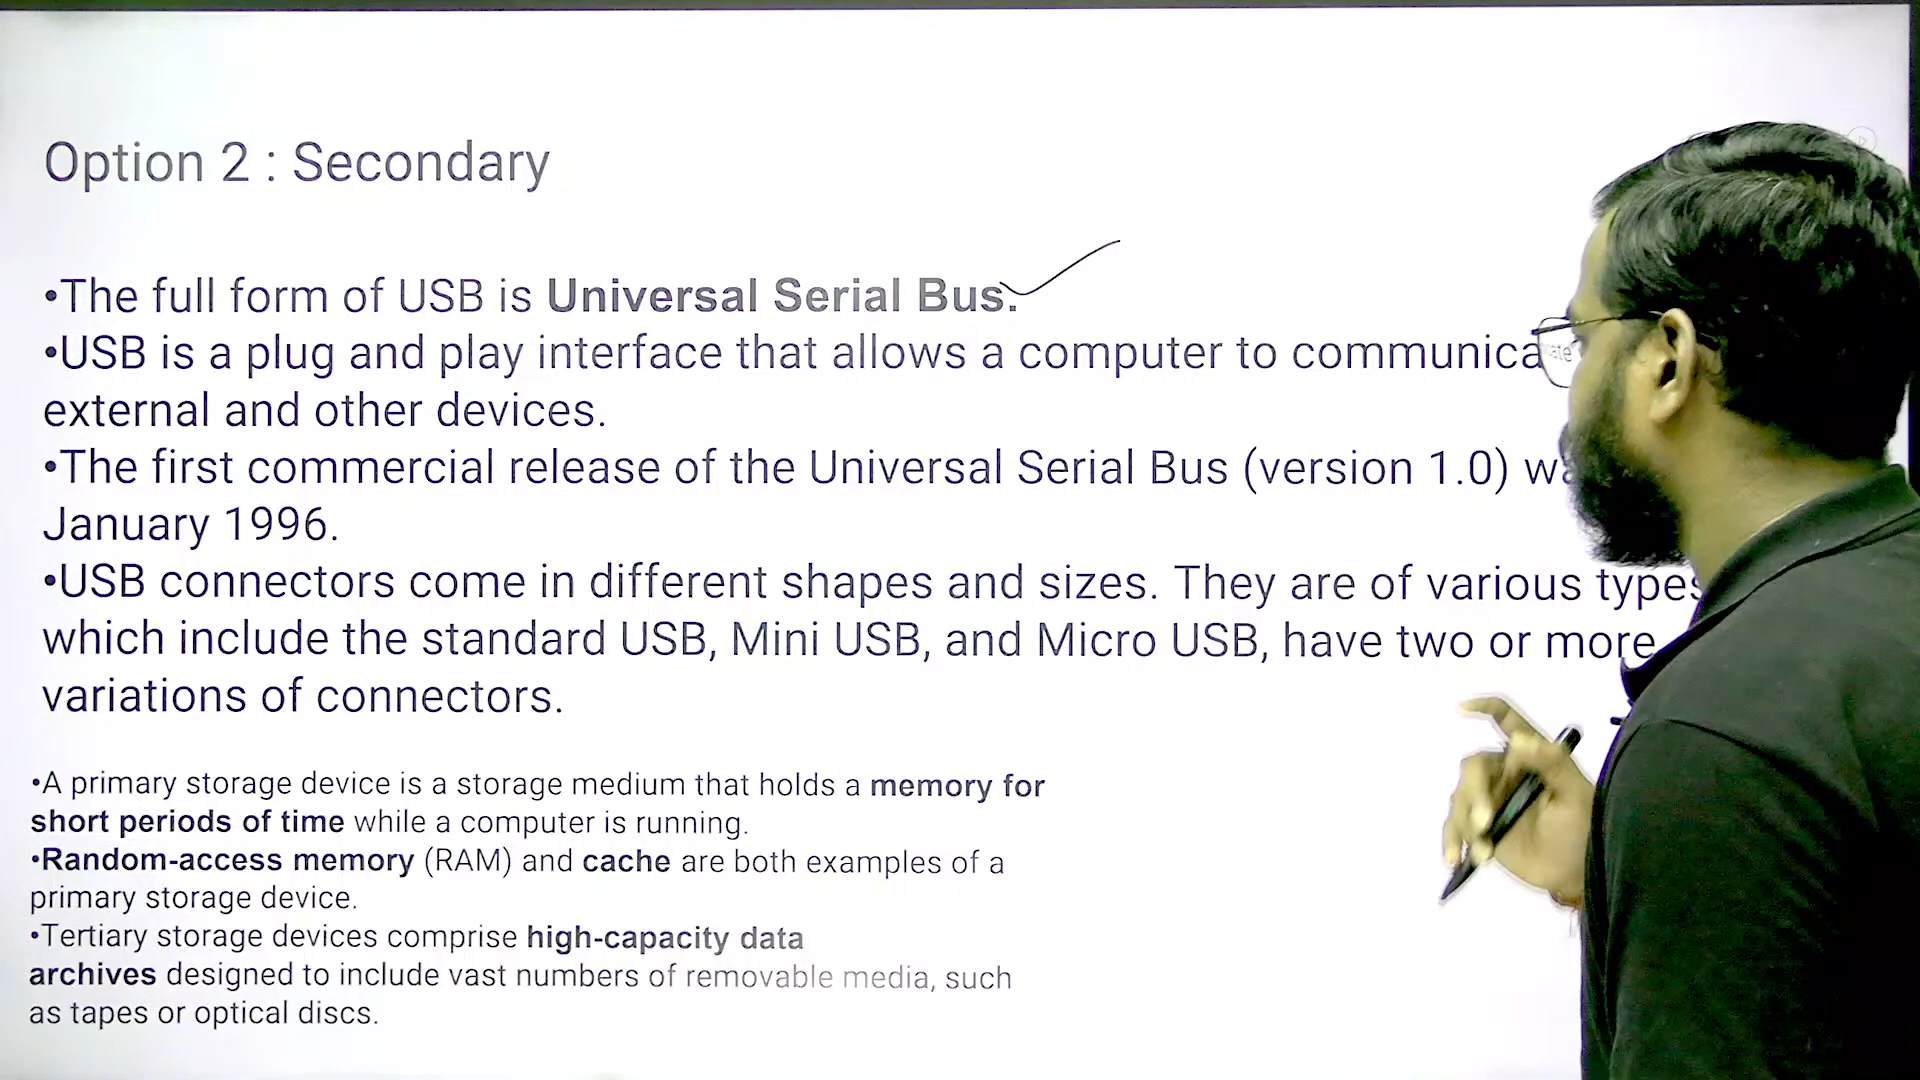 Option 2 : Secondary
•The full form of USB is Universal Serial Bus.
•USB is a plug and play interface that allows a computer to communica
external and other devices.
•The first commercial release of the Universal Serial Bus (version 1.0) wa
January 1996.
•USB connectors come in different shapes and sizes. They are of various types
which include the standard USB, Mini USB, and Micro USB, have two or more
variations of connectors.
•A primary storage device is a storage medium that holds a memory for
short periods of time while a computer is running.
•Random-access memory (RAM) and cache are both examples of a
primary storage device.
•Tertiary storage devices comprise high-capacity data
archives designed to include vast numbers of removable media, such
as tapes or optical discs.